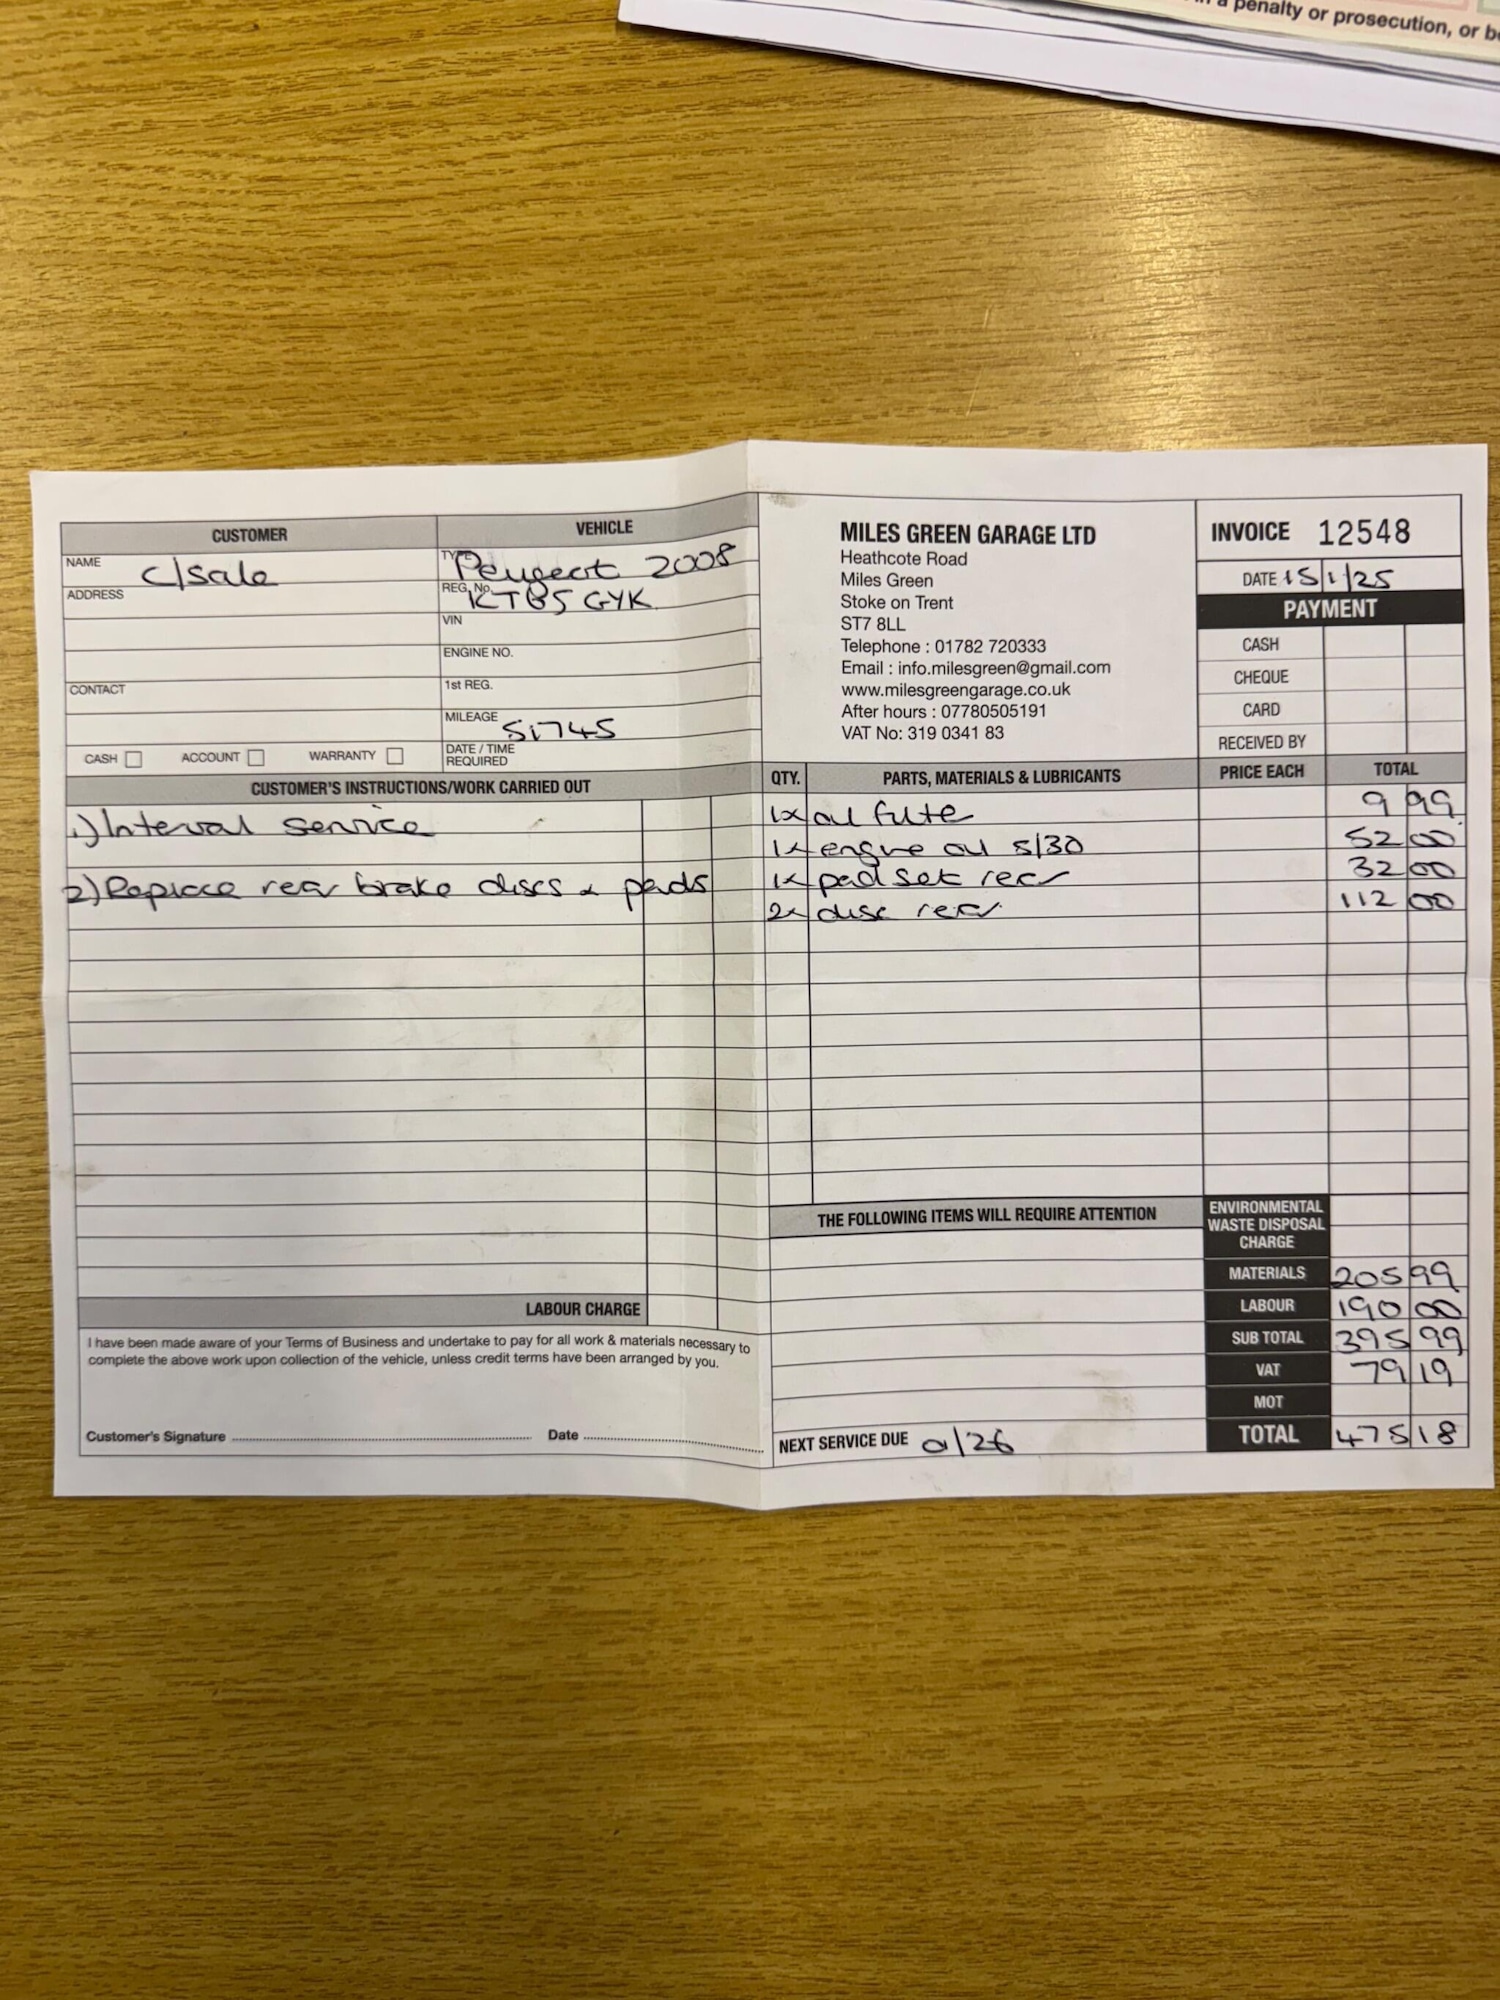 a penalty or prosecution, or be
CUSTOMER
NAME c/sale
ADDRESS
CONTACT
CASH ACCOUNT WARRANTY
VEHICLE
TYPE Peugeot 2008
REG. No.
VIN
ENGINE NO.
1st REG.
MILEAGE 51745
DATE / TIME
REQUIRED
MILES GREEN GARAGE LTD
Heathcote Road
Miles Green
Stoke on Trent
ST7 8LL
Telephone : 01782 720333
Email : info.milesgreen@gmail.com
www.milesgreengarage.co.uk
After hours : 07780505191
VAT No: 319 0341 83
INVOICE 12548
DATE 15/1/25
PAYMENT
CASH
CHEQUE
CARD
RECEIVED BY
CUSTOMER'S INSTRUCTIONS/WORK CARRIED OUT
1) Interval service
2) Replace rear brake discs & pads
LABOUR CHARGE
I have been made aware of your Terms of Business and undertake to pay for all work & materials necessary to
complete the above work upon collection of the vehicle, unless credit terms have been arranged by you.
Customer's Signature Date
QTY. PARTS, MATERIALS & LUBRICANTS PRICE EACH TOTAL
1x oil filter 9 99
1x engine oil 5/30 52 00
1x pad set rear 32 00
2x disc rear 112 00
THE FOLLOWING ITEMS WILL REQUIRE ATTENTION
ENVIRONMENTAL
WASTE DISPOSAL
CHARGE
MATERIALS 205 99
LABOUR 190 00
SUB TOTAL 395 99
VAT 79 19
MOT
TOTAL 475 18
NEXT SERVICE DUE 01/26